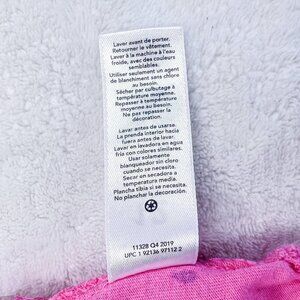 Laver avant de porter.
Retourner le vêtement.
Laver à la machine à l'eau
froide, avec des couleurs
semblables.
Utiliser seulement un agent
de blanchiment sans chlore
au besoin.
Sécher par culbutage à
température moyenne.
Repasser à température
moyenne au besoin.
Ne pas repasser la
décoration.
Lavar antes de usarse.
La prenda interior hacia
fuera antes de lavar.
Lavar en lavadora en agua
fría con colores similares.
Usar solamente
blanqueador sin cloro
cuando se necesite.
Secar en secadora a
temperatura media.
Plancha tibia si se necesita.
No planchar la decoración.
11328 Q4 2019
UPC 1 92136 97112 2